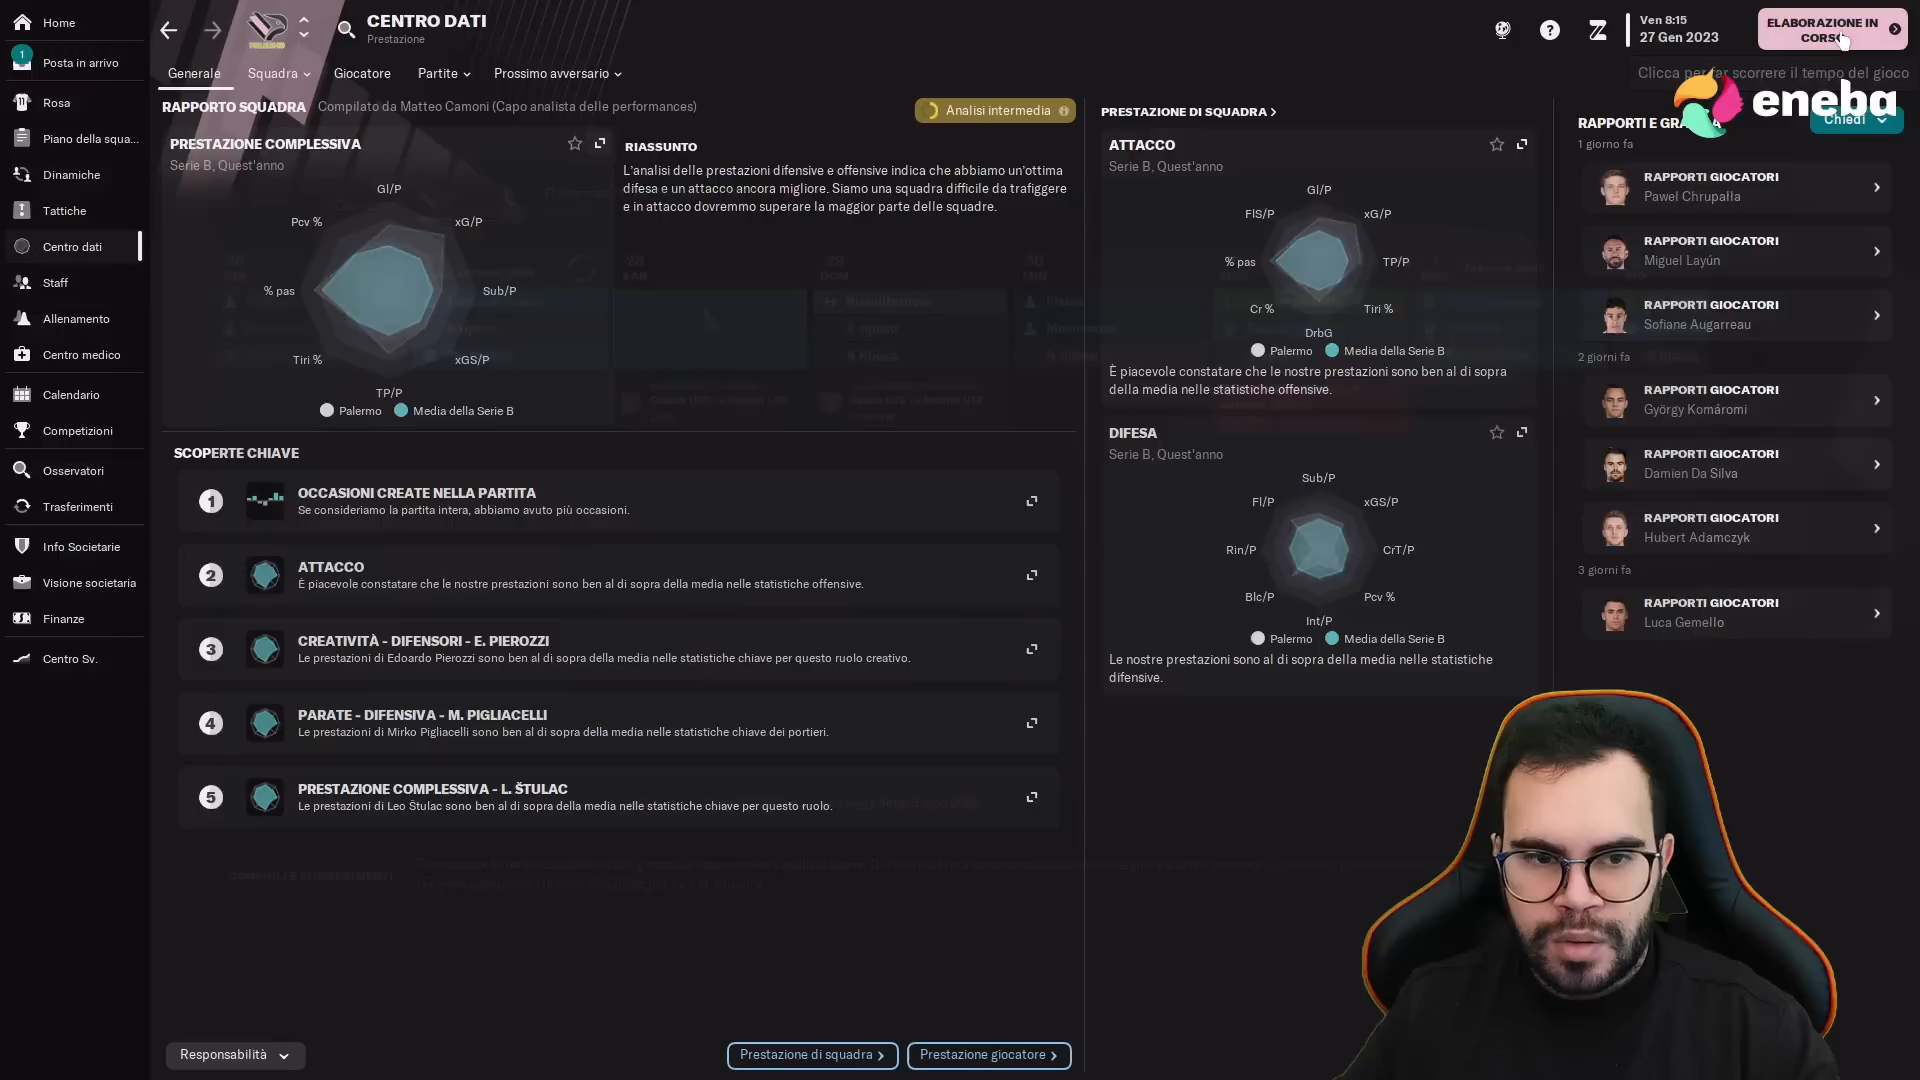 Home
1
Posta in arrivo
Rosa
Piano della squa...
Dinamiche
Tattiche
Centro dati
Staff
Allenamento
Centro medico
Calendario
Competizioni
Osservatori
Trasferimenti
Info Societarie
Visione societaria
Finanze
Centro Sv.
CENTRO DATI
Prestazione
Ven 8:15
27 Gen 2023
ELABORAZIONE IN
CORSO
Clicca per far scorrere il tempo del gioco
eneba
Generale
Squadra
Giocatore
Partite
Prossimo avversario
RAPPORTO SQUADRA
Compilato da Matteo Camoni (Capo analista delle performances)
Analisi intermedia
PRESTAZIONE COMPLESSIVA
Serie B, Quest'anno
Gl/P
Pcv %
xG/P
% pas
Sub/P
Tiri %
xGS/P
TP/P
Palermo
Media della Serie B
RIASSUNTO
L'analisi delle prestazioni difensive e offensive indica che abbiamo un'ottima
difesa e un attacco ancora migliore. Siamo una squadra difficile da trafiggere
e in attacco dovremmo superare la maggior parte delle squadre.
SCOPERTE CHIAVE
1
OCCASIONI CREATE NELLA PARTITA
Se consideriamo la partita intera, abbiamo avuto più occasioni.
2
ATTACCO
È piacevole constatare che le nostre prestazioni sono ben al di sopra della media nelle statistiche offensive.
3
CREATIVITÀ - DIFENSORI - E. PIEROZZI
Le prestazioni di Edoardo Pierozzi sono ben al di sopra della media nelle statistiche chiave per questo ruolo creativo.
4
PARATE - DIFENSIVA - M. PIGLIACELLI
Le prestazioni di Mirko Pigliacelli sono ben al di sopra della media nelle statistiche chiave dei portieri.
5
PRESTAZIONE COMPLESSIVA - L. ŠTULAC
Le prestazioni di Leo Štulac sono ben al di sopra della media nelle statistiche chiave per questo ruolo.
Responsabilità
Prestazione di squadra
Prestazione giocatore
PRESTAZIONE DI SQUADRA
ATTACCO
Serie B, Quest'anno
Gl/P
FlS/P
xG/P
% pas
TP/P
Cr %
Tiri %
DrbG
Palermo
Media della Serie B
È piacevole constatare che le nostre prestazioni sono ben al di sopra
della media nelle statistiche offensive.
DIFESA
Serie B, Quest'anno
Sub/P
Fl/P
xGS/P
Rin/P
CrT/P
Blc/P
Pcv %
Int/P
Palermo
Media della Serie B
Le nostre prestazioni sono al di sopra della media nelle statistiche
difensive.
RAPPORTI E
Chiedi
1 giorno fa
RAPPORTI GIOCATORI
Pawel Chrupałła
RAPPORTI GIOCATORI
Miguel Layún
RAPPORTI GIOCATORI
Sofiane Augarreau
2 giorni fa
RAPPORTI GIOCATORI
György Komáromi
RAPPORTI GIOCATORI
Damien Da Silva
RAPPORTI GIOCATORI
Hubert Adamczyk
3 giorni fa
RAPPORTI GIOCATORI
Luca Gemello